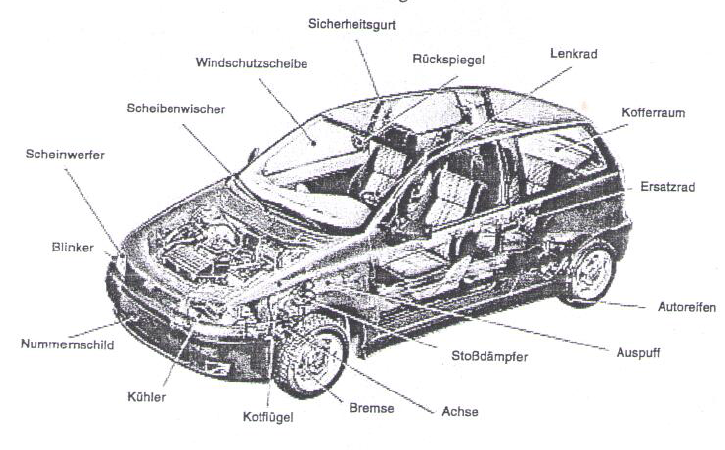 Sicherheitsgurt
Windschutzscheibe
Rückspiegel
Lenkrad
Scheibenwischer
Kofferraum
Scheinwerfer
Ersatzrad
Blinker
Autoreifen
Nummernschild
Stoßdämpfer
Auspuff
Kühler
Kotflügel
Bremse
Achse